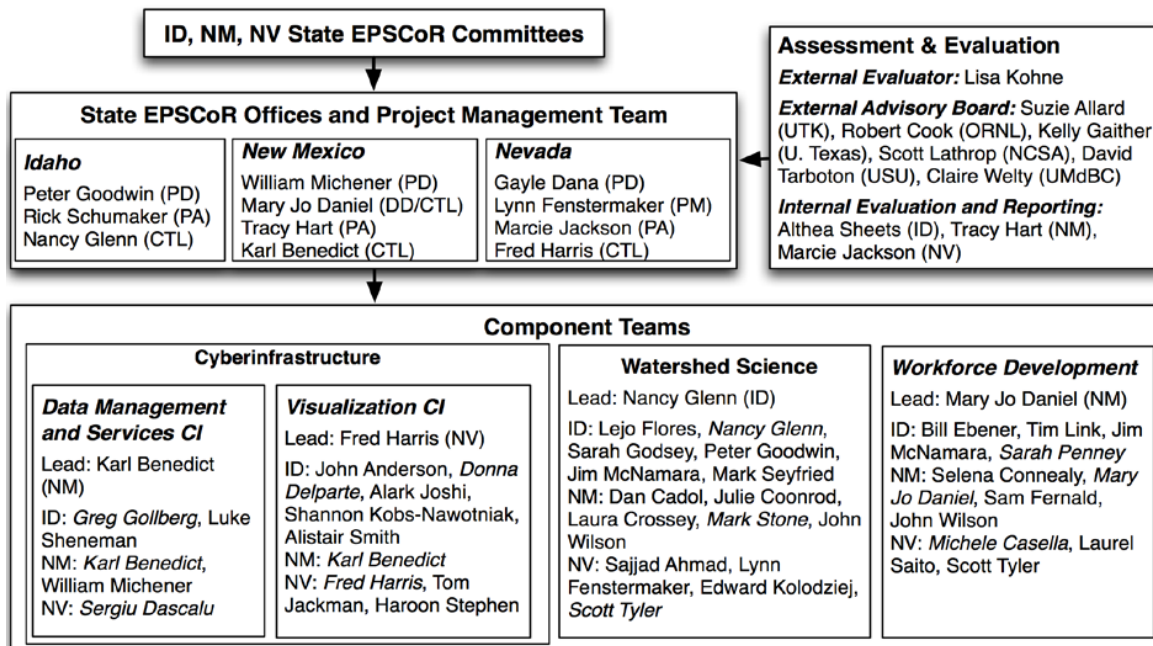 ID, NM, NV State EPSCoR Committees
Assessment & Evaluation
External Evaluator: Lisa Kohne
External Advisory Board: Suzie Allard
(UTK), Robert Cook (ORNL), Kelly Gaither
(U. Texas), Scott Lathrop (NCSA), David
Tarboton (USU), Claire Welty (UMdBC)
Internal Evaluation and Reporting:
Althea Sheets (ID), Tracy Hart (NM),
Marcie Jackson (NV)
State EPSCoR Offices and Project Management Team
Idaho
Peter Goodwin (PD)
Rick Schumaker (PA)
Nancy Glenn (CTL)
New Mexico
William Michener (PD)
Mary Jo Daniel (DD/CTL)
Tracy Hart (PA)
Karl Benedict (CTL)
Nevada
Gayle Dana (PD)
Lynn Fenstermaker (PM)
Marcie Jackson (PA)
Fred Harris (CTL)
Component Teams
Cyberinfrastructure
Data Management
and Services CI
Lead: Karl Benedict
(NM)
ID: Greg Gollberg, Luke
Sheneman
NM: Karl Benedict,
William Michener
NV: Sergiu Dascalu
Visualization CI
Lead: Fred Harris (NV)
ID: John Anderson, Donna
Delparte, Alark Joshi,
Shannon Kobs-Nawotniak,
Alistair Smith
NM: Karl Benedict
NV: Fred Harris, Tom
Jackman, Haroon Stephen
Watershed Science
Lead: Nancy Glenn (ID)
ID: Lejo Flores, Nancy Glenn,
Sarah Godsey, Peter Goodwin,
Jim McNamara, Mark Seyfried
NM: Dan Cadol, Julie Coonrod,
Laura Crossey, Mark Stone, John
Wilson
NV: Sajjad Ahmad, Lynn
Fenstermaker, Edward Kolodziej,
Scott Tyler
Workforce Development
Lead: Mary Jo Daniel (NM)
ID: Bill Ebener, Tim Link, Jim
McNamara, Sarah Penney
NM: Selena Connealy, Mary
Jo Daniel, Sam Fernald,
John Wilson
NV: Michele Casella, Laurel
Saito, Scott Tyler